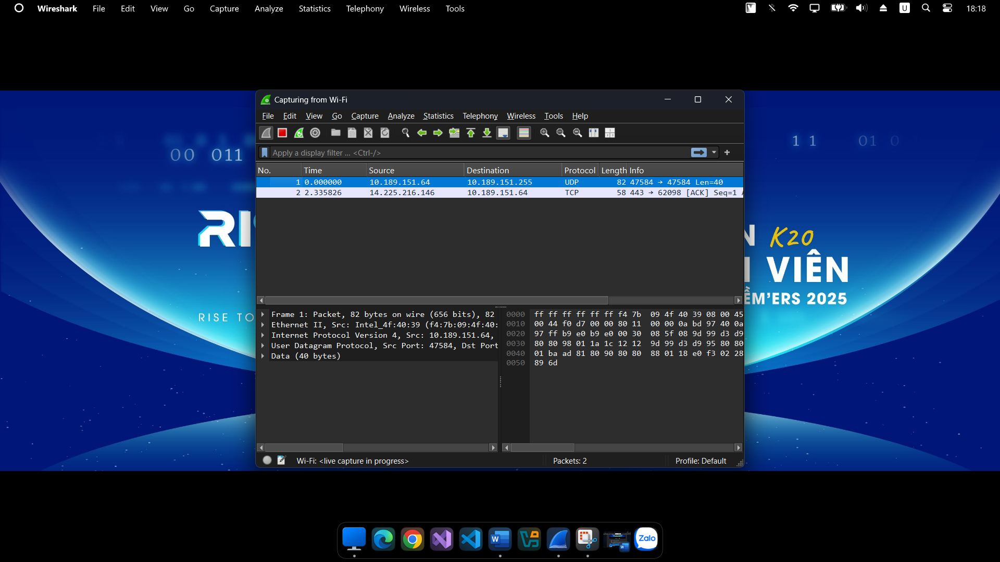 Wireshark File Edit View Go Capture Analyze Statistics Telephony Wireless Tools U 18:18
Capturing from Wi-Fi
File Edit View Go Capture Analyze Statistics Telephony Wireless Tools Help
Apply a display filter ... <Ctrl-/>
No. Time Source Destination Protocol Length Info
1 0.000000 10.189.151.64 10.189.151.255 UDP 82 47584 → 47584 Len=40
2 2.335826 14.225.216.146 10.189.151.64 TCP 58 443 → 62098 [ACK] Seq=1
00 011
1 1 01 0
RI
N K20
VIÊN
ỀM'ERS 2025
RISE TO
Frame 1: Packet, 82 bytes on wire (656 bits), 82
Ethernet II, Src: Intel_4f:40:39 (f4:7b:09:4f:40:
Internet Protocol Version 4, Src: 10.189.151.64,
User Datagram Protocol, Src Port: 47584, Dst Port
Data (40 bytes)
0000 ff ff ff ff ff ff f4 7b 09 4f 40 39 08 00 45
0010 00 44 f0 d7 00 00 80 11 00 00 0a bd 97 40 0a
0020 97 ff b9 e0 b9 e0 00 30 08 5f 08 9d 99 d3 d9
0030 80 80 98 01 1a 1c 12 12 9d 99 d3 d9 95 80 80
0040 01 ba ad 81 80 90 80 80 88 01 18 e0 f3 02 28
0050 89 6d
Wi-Fi: <live capture in progress> Packets: 2 Profile: Default
W Zalo